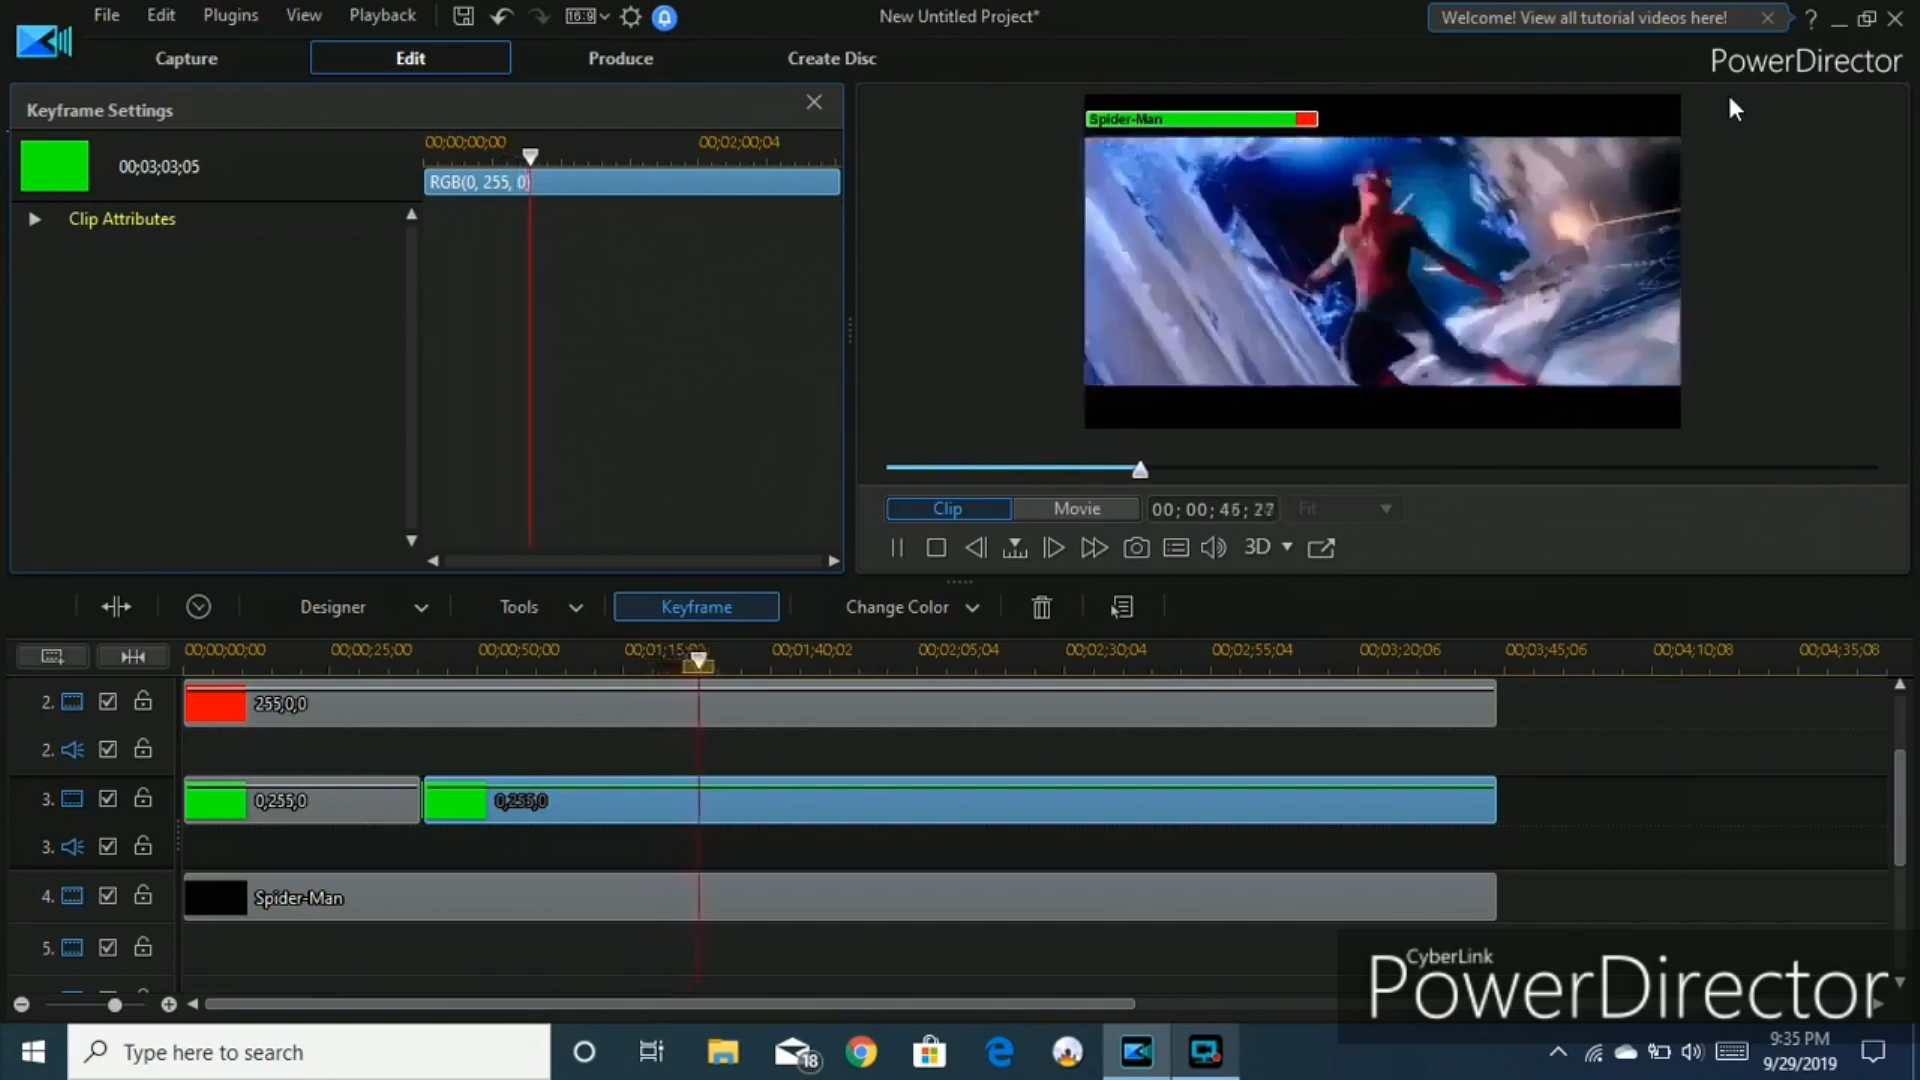 File Edit Plugins View Playback 16:9 New Untitled Project* Welcome! View all tutorial videos here! ?
Capture Edit Produce Create Disc PowerDirector
Keyframe Settings
00;03;03;05
00;00;00;00 00;02;00;04
RGB(0, 255, 0)
Clip Attributes
Spider-Man
Clip Movie 00;00;46;27 Fit
3D
Designer Tools Keyframe Change Color
00;00;00;00 00;00;25;00 00;00;50;00 00;01;15;00 00;01;40;02 00;02;05;04 00;02;30;04 00;02;55;04 00;03;20;06 00;03;45;06 00;04;10;08 00;04;35;08
2. 255,0,0
2.
3. 0,255,0 0,255,0
3.
4. Spider-Man
5.
CyberLink
PowerDirector
Type here to search
18
9:35 PM
9/29/2019